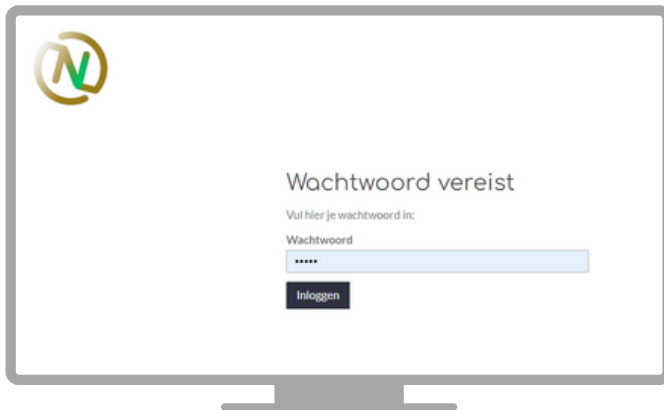 N
Wachtwoord vereist
Vul hier je wachtwoord in:
Wachtwoord
•••••
Inloggen